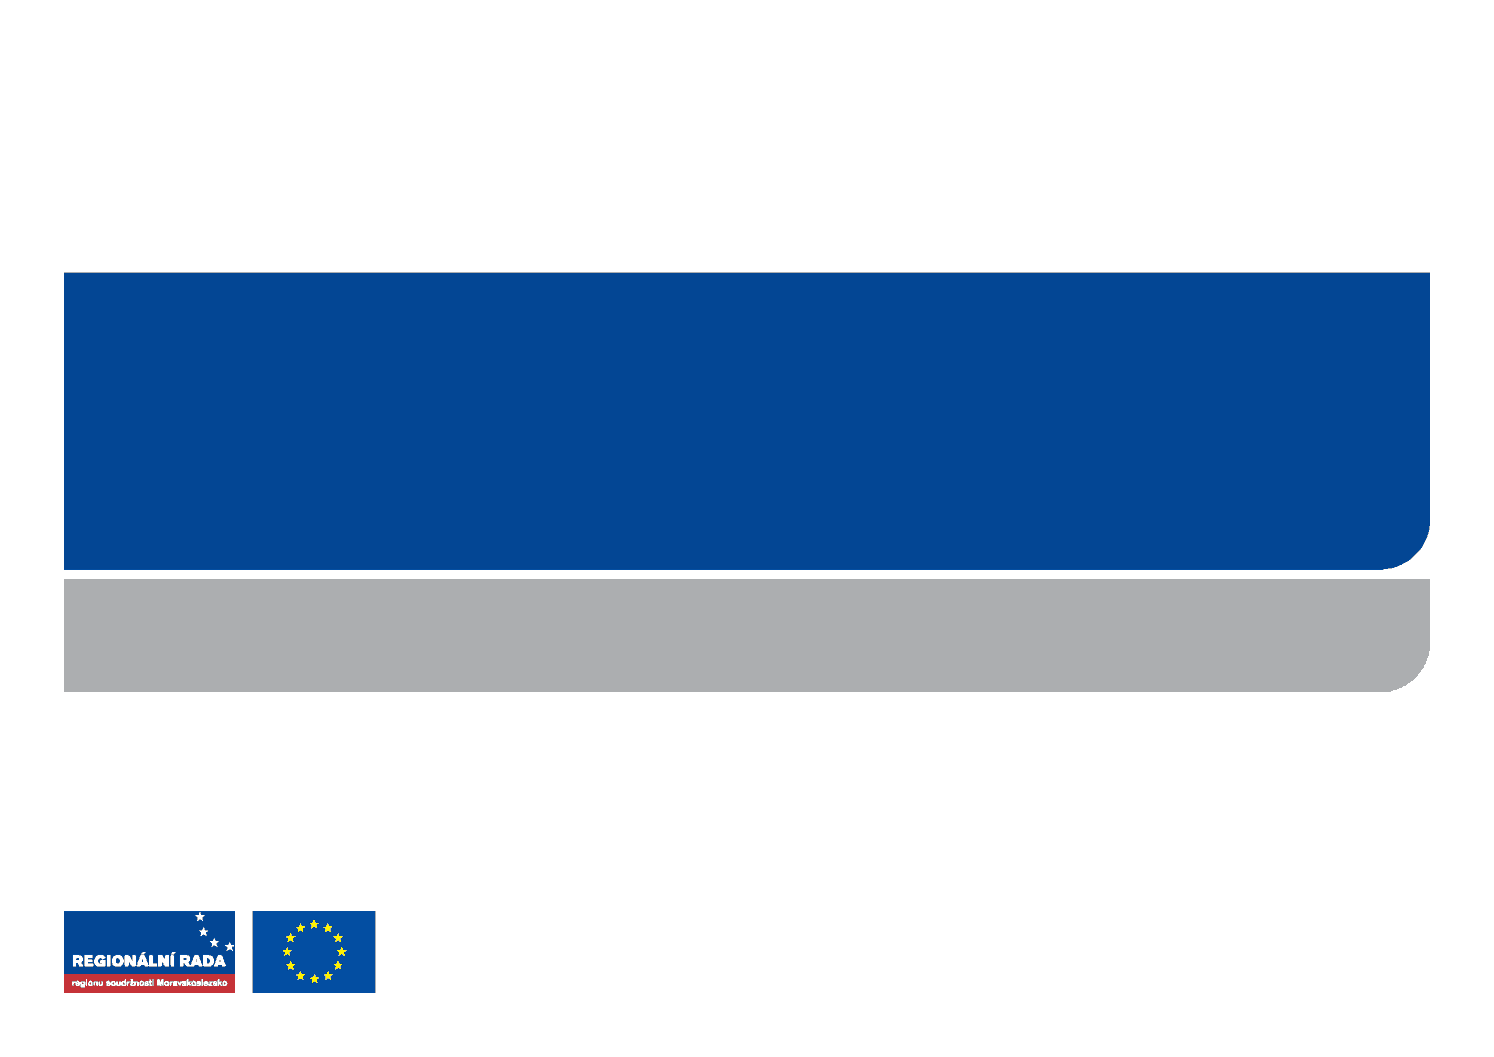 REGIONÁLNÍ RADA
regionu soudržnosti Moravskoslezsko